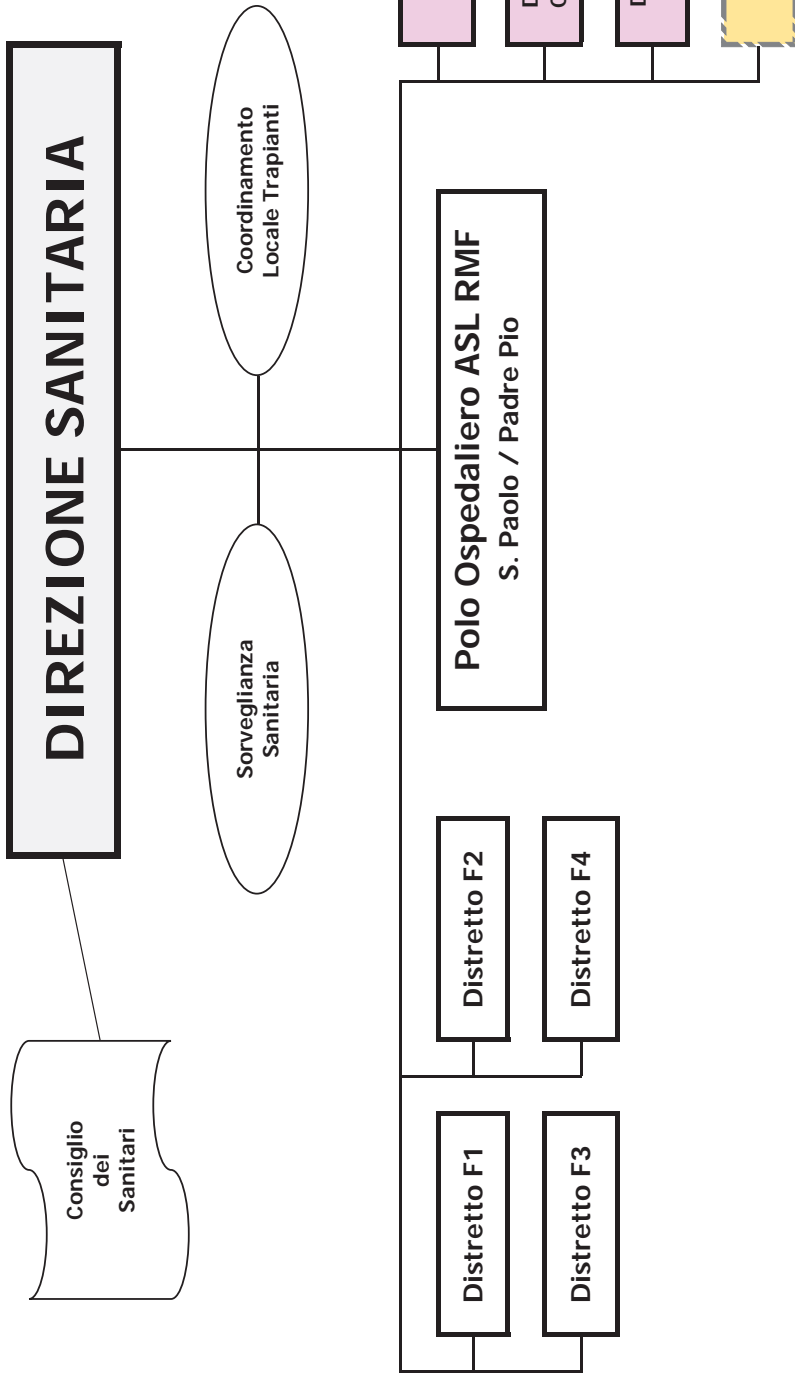 DIREZIONE SANITARIA
Consiglio
dei
Sanitari
Sorveglianza
Sanitaria
Coordinamento
Locale Trapianti
Distretto F1
Distretto F2
Polo Ospedaliero ASL RMF
S. Paolo / Padre Pio
Distretto F3
Distretto F4